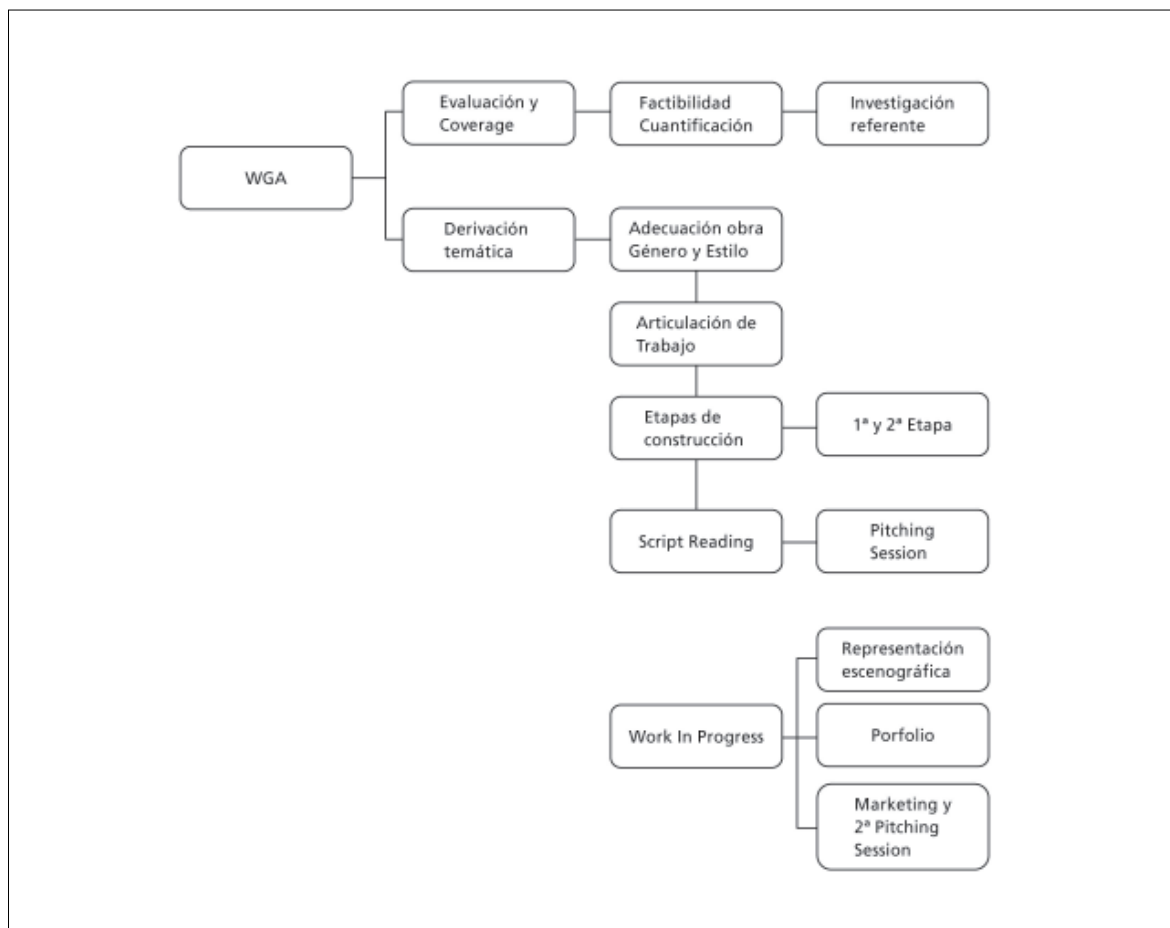 Evaluación y
Coverage
Factibilidad
Cuantificación
Investigación
referente
WGA
Derivación
temática
Adecuación obra
Género y Estilo
Articulación de
Trabajo
Etapas de
construcción
1ª y 2ª Etapa
Script Reading
Pitching
Session
Representación
escenográfica
Work In Progress
Porfolio
Marketing y
2ª Pitching
Session